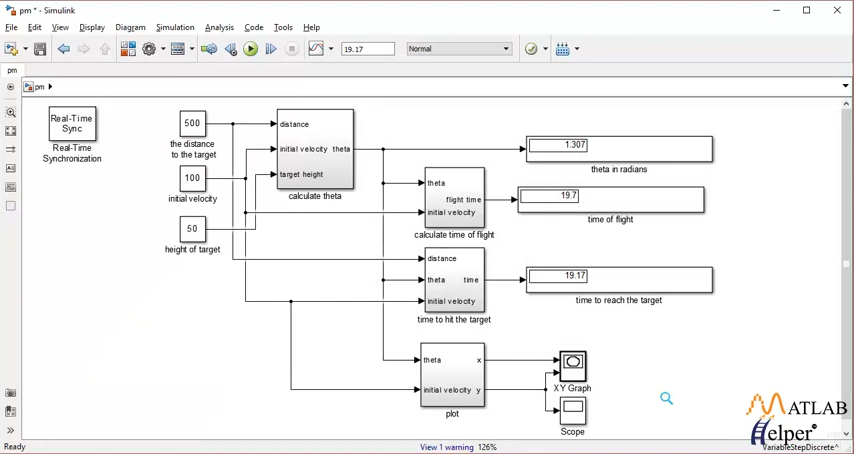 pm * - Simulink
File Edit View Display Diagram Simulation Analysis Code Tools Help
19.17
Normal
pm
pm
Real-Time
Sync
Real-Time
Synchronization
500
the distance
to the target
100
initial velocity
50
height of target
distance
initial velocity theta
target height
calculate theta
1.307
theta in radians
theta
flight time
initial velocity
calculate time of flight
19.7
time of flight
distance
theta time
initial velocity
time to hit the target
19.17
time to reach the target
theta x
initial velocity y
plot
XY Graph
Scope
MATLAB
Helper
Ready
View 1 warning 126%
VariableStepDiscrete